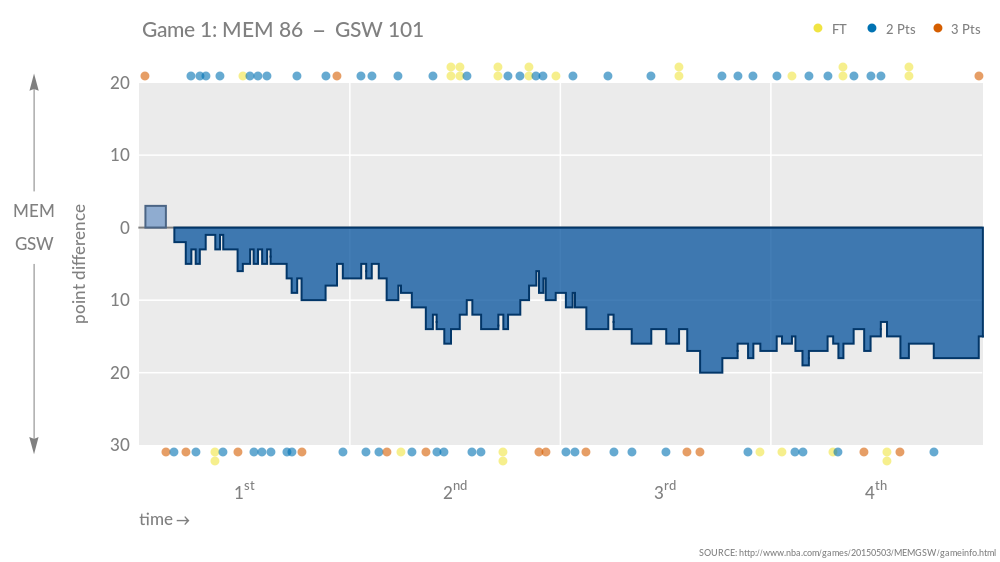 Game 1: MEM 86 – GSW 101
FT
2 Pts
3 Pts
20
10
MEM
0
GSW
point difference
10
20
30
1st
2nd
3rd
4th
time→
SOURCE: http://www.nba.com/games/20150503/MEMGSW/gameinfo.html